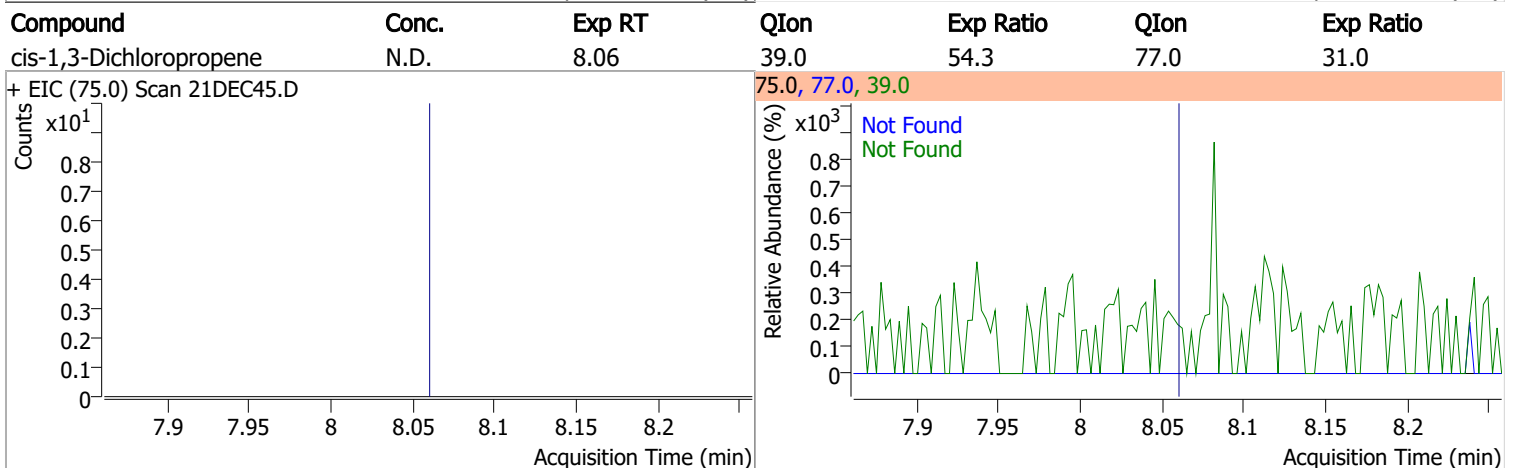 Compound Conc. Exp RT QIon Exp Ratio QIon Exp Ratio
cis-1,3-Dichloropropene N.D. 8.06 39.0 54.3 77.0 31.0
+ EIC (75.0) Scan 21DEC45.D
Counts
x10¹
0.8
0.7
0.6
0.5
0.4
0.3
0.2
0.1
0
7.9 7.95 8 8.05 8.1 8.15 8.2
Acquisition Time (min)
75.0, 77.0, 39.0
Relative Abundance (%)
x10³
Not Found
Not Found
0.8
0.7
0.6
0.5
0.4
0.3
0.2
0.1
0
7.9 7.95 8 8.05 8.1 8.15 8.2
Acquisition Time (min)